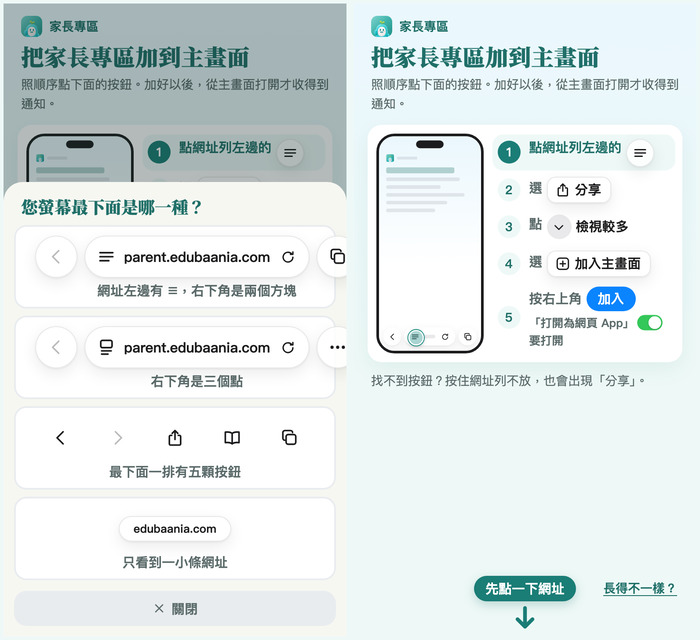 家長專區
把家長專區加到主畫面
照順序點下面的按鈕。加好以後，從主畫面打開才收得到
通知。
1 點網址列左邊的
您螢幕最下面是哪一種？
parent.edubaania.com
網址左邊有 ≡，右下角是兩個方塊
parent.edubaania.com
右下角是三個點
最下面一排有五顆按鈕
edubaania.com
只看到一小條網址
× 關閉
家長專區
把家長專區加到主畫面
照順序點下面的按鈕。加好以後，從主畫面打開才收得到
通知。
1 點網址列左邊的
2 選 分享
3 點 檢視較多
4 選 加入主畫面
5 按右上角 加入
「打開為網頁 App」
要打開
找不到按鈕？按住網址列不放，也會出現「分享」。
先點一下網址
長得不一樣？